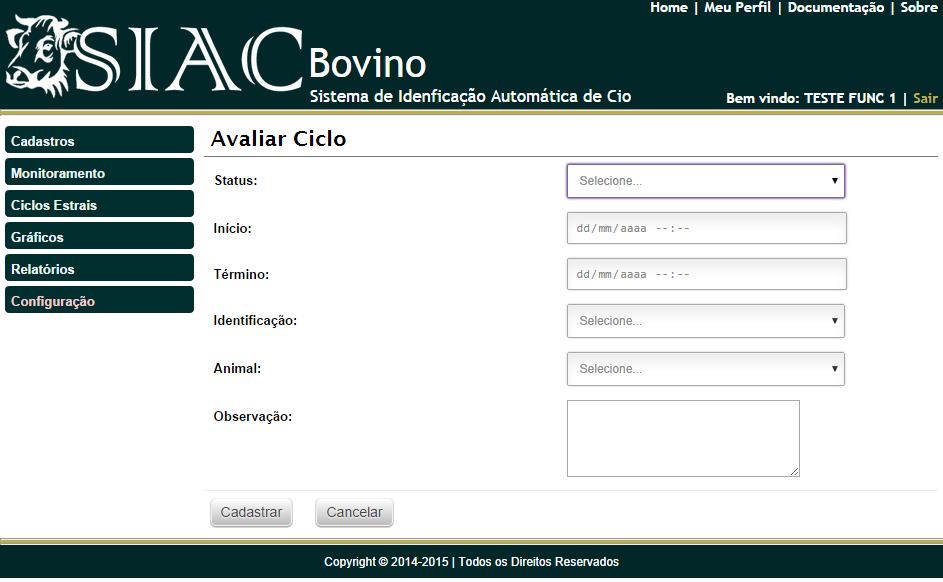 Home | Meu Perfil | Documentação | Sobre
SIAC Bovino
Sistema de Idenficação Automática de Cio
Bem vindo: TESTE FUNC 1 | Sair
Cadastros
Monitoramento
Ciclos Estrais
Gráficos
Relatórios
Configuração
Avaliar Ciclo
Status: Selecione...
Início: dd/mm/aaaa --:--
Término: dd/mm/aaaa --:--
Identificação: Selecione...
Animal: Selecione...
Observação:
Cadastrar Cancelar
Copyright © 2014-2015 | Todos os Direitos Reservados